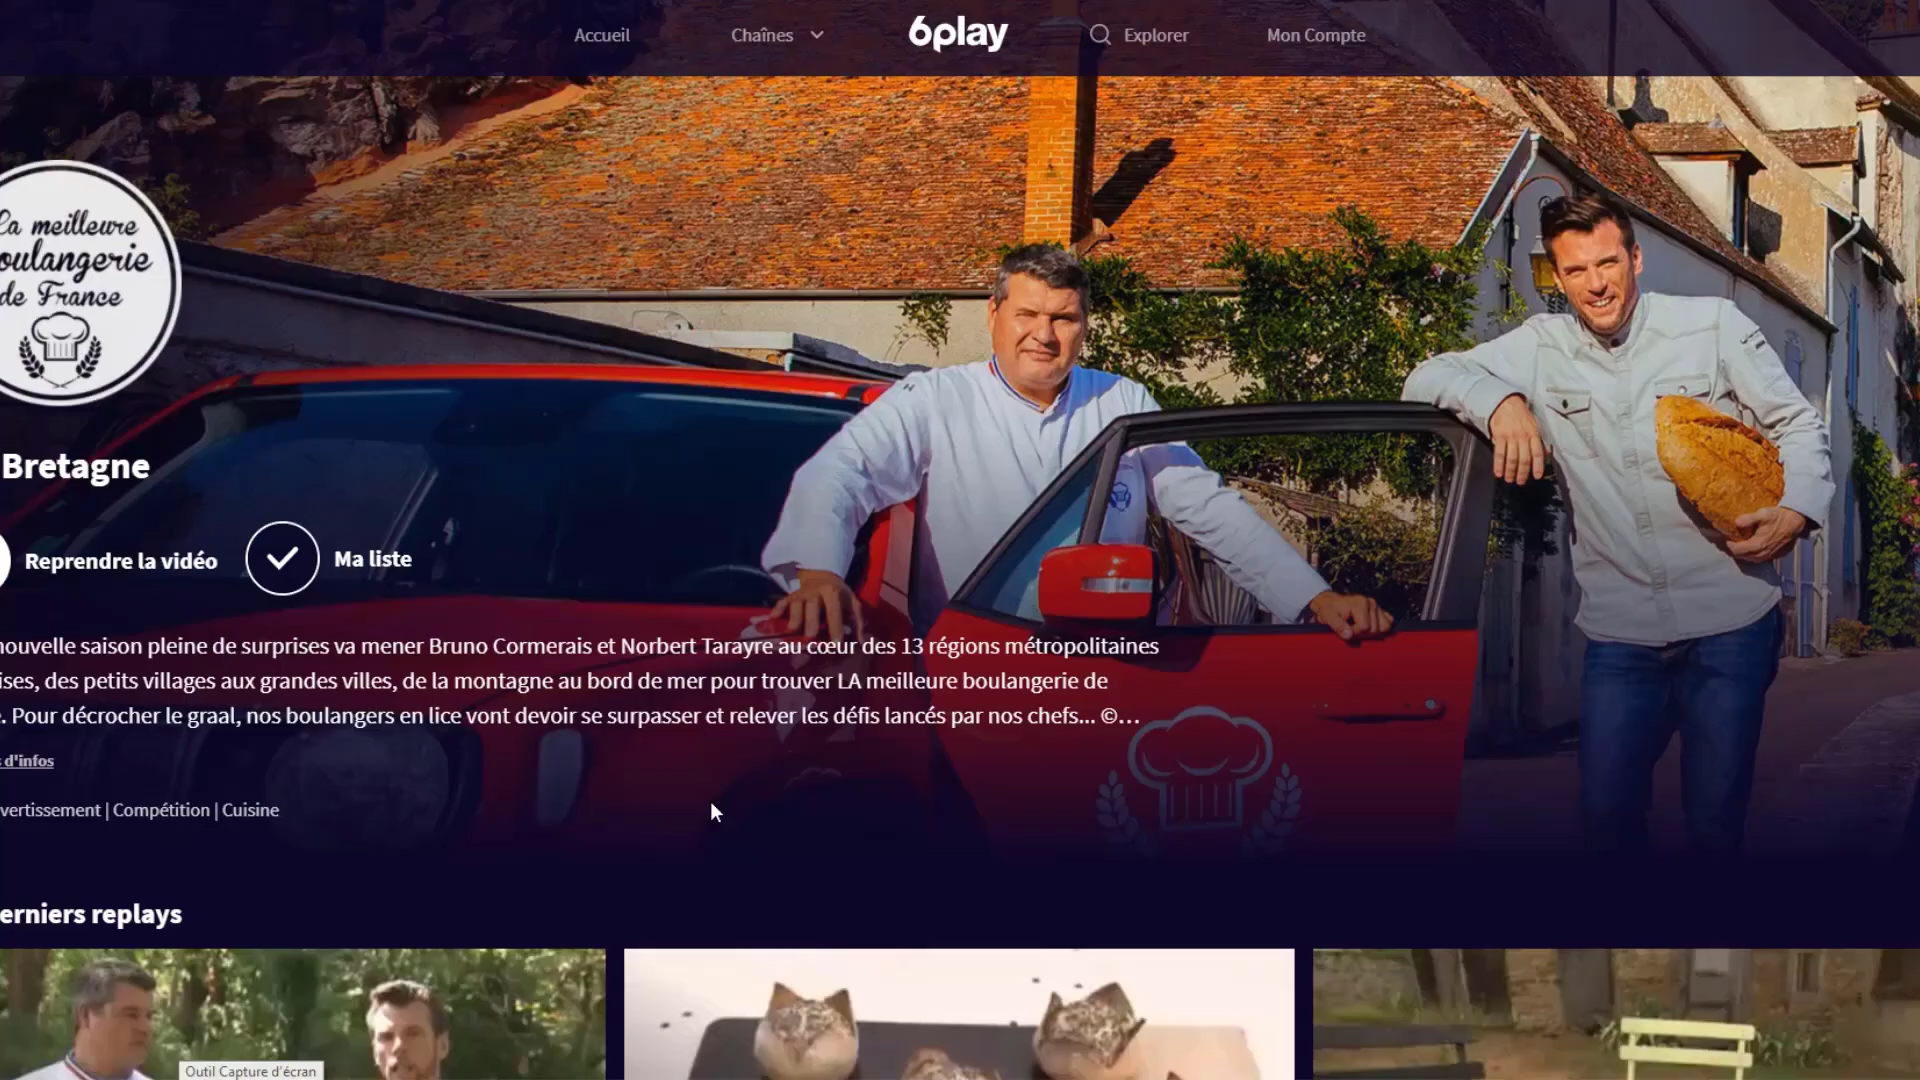 Accueil
Chaînes
6play
Explorer
Mon Compte
La meilleure
boulangerie
de France
Bretagne
Reprendre la vidéo
Ma liste
nouvelle saison pleine de surprises va mener Bruno Cormerais et Norbert Tarayre au cœur des 13 régions métropolitaines
ises, des petits villages aux grandes villes, de la montagne au bord de mer pour trouver LA meilleure boulangerie de
. Pour décrocher le graal, nos boulangers en lice vont devoir se surpasser et relever les défis lancés par nos chefs... ©...
d'infos
vertissement | Compétition | Cuisine
erniers replays
Outil Capture d'écran